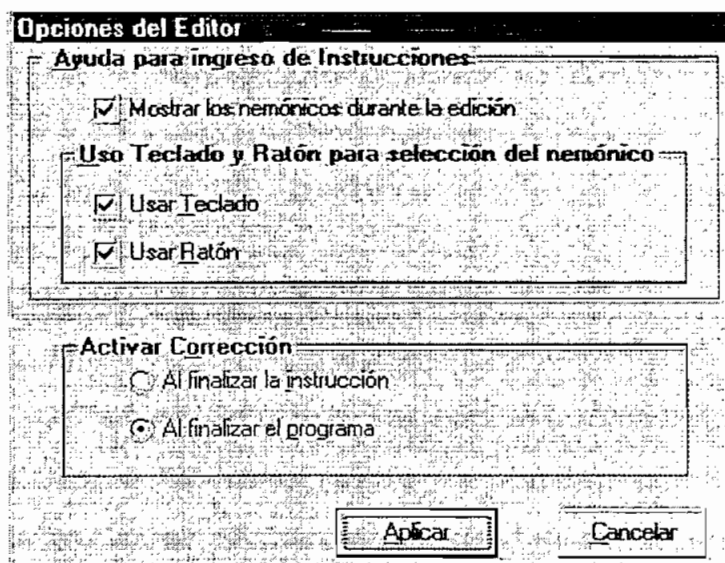 Opciones del Editor
Ayuda para ingreso de Instrucciones
Mostrar los nemónicos durante la edición
Uso Teclado y Ratón para selección del nemónico
Usar Teclado
Usar Ratón
Activar Corrección
Al finalizar la instrucción
Al finalizar el programa
Aplicar Cancelar